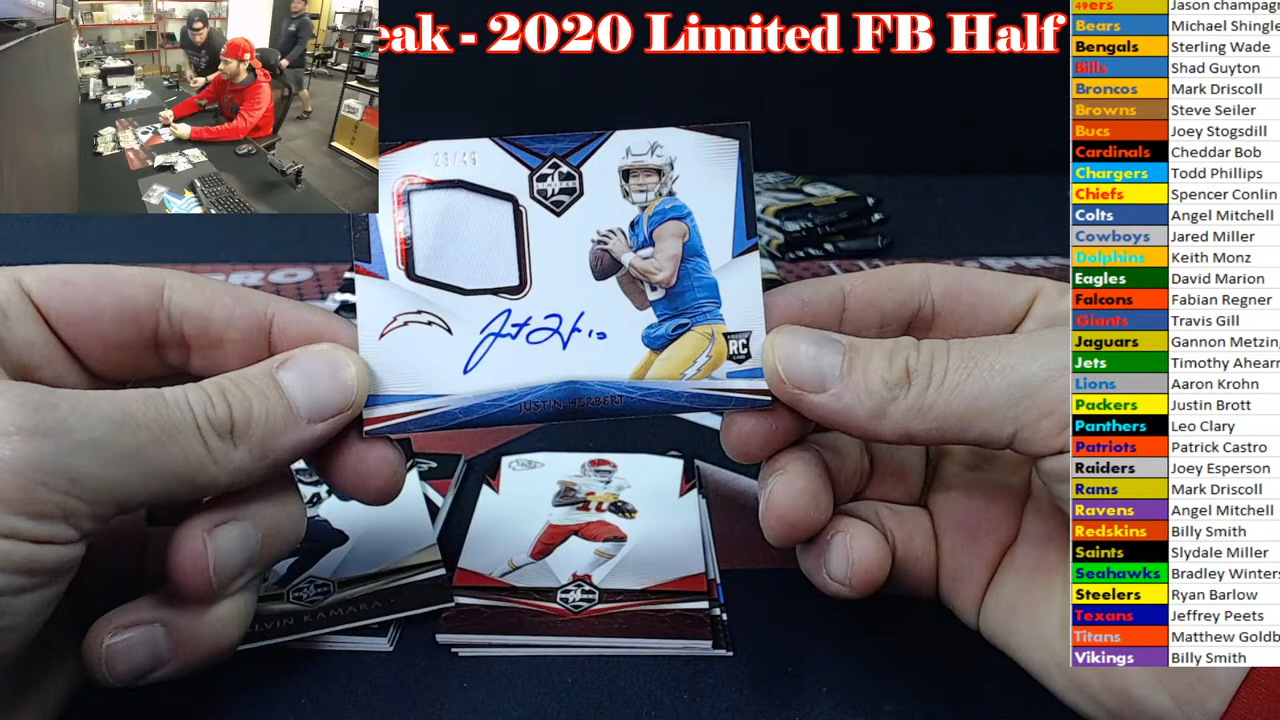 eak - 2020 Limited FB Half
49ers Jason champagn
Bears Michael Shingle
Bengals Sterling Wade
Bills Shad Guyton
Broncos Mark Driscoll
Browns Steve Seiler
Bucs Joey Stogsdill
Cardinals Cheddar Bob
Chargers Todd Phillips
Chiefs Spencer Conlin
Colts Angel Mitchell
Cowboys Jared Miller
Dolphins Keith Monz
Eagles David Marion
Falcons Fabian Regner
Giants Travis Gill
Jaguars Gannon Metzin
Jets Timothy Ahearn
Lions Aaron Krohn
Packers Justin Brott
Panthers Leo Clary
Patriots Patrick Castro
Raiders Joey Esperson
Rams Mark Driscoll
Ravens Angel Mitchell
Redskins Billy Smith
Saints Slydale Miller
Seahawks Bradley Winters
Steelers Ryan Barlow
Texans Jeffrey Peets
Titans Matthew Goldb
Vikings Billy Smith
LIMITED
RC
JUSTIN HERBERT
LVIN KAMARA
PRO